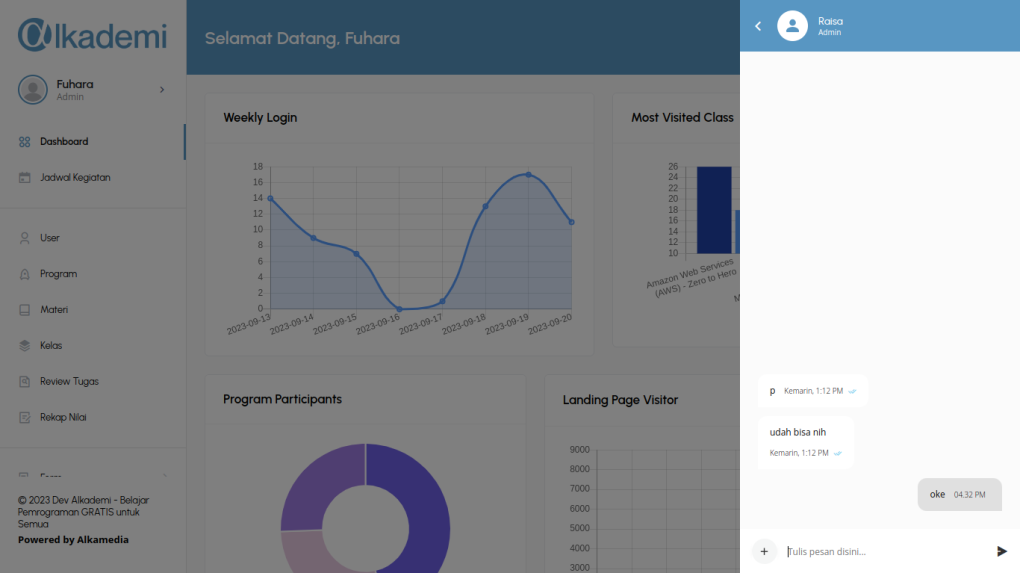 alkademi
Fuhara
Admin
Dashboard
Jadwal Kegiatan
User
Program
Materi
Kelas
Review Tugas
Rekap Nilai
© 2023 Dev Alkademi - Belajar
Pemrograman GRATIS untuk
Semua
Powered by Alkamedia
Selamat Datang, Fuhara
Weekly Login
18
16
14
12
10
8
6
4
2
0
2023-09-13
2023-09-14
2023-09-15
2023-09-16
2023-09-17
2023-09-18
2023-09-19
2023-09-20
Most Visited Class
26
24
22
20
18
16
14
12
10
Amazon Web Services
(AWS) - Zero to Hero
M
Program Participants
Landing Page Visitor
9000
8000
7000
6000
5000
4000
3000
Raisa
Admin
p Kemarin, 1:12 PM
udah bisa nih
Kemarin, 1:12 PM
oke 04.32 PM
+
Tulis pesan disini...